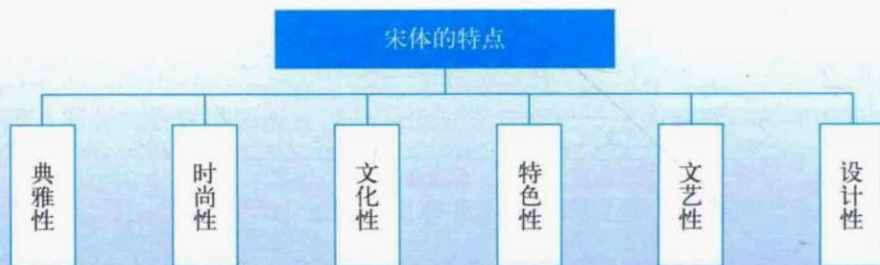 宋体的特点
典雅性
时尚性
文化性
特色性
文艺性
设计性